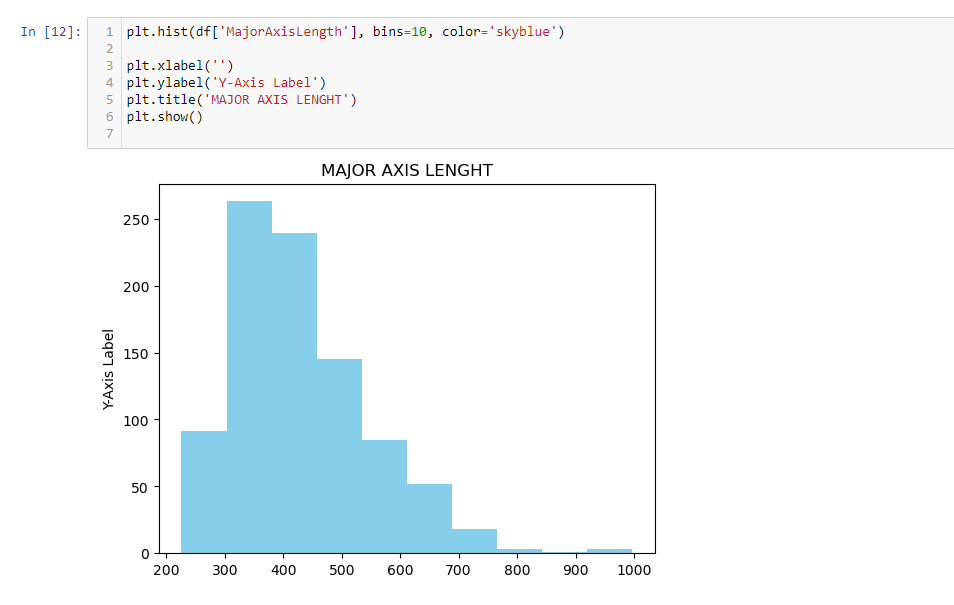 In [12]:
1 plt.hist(df['MajorAxisLength'], bins=10, color='skyblue')
2
3 plt.xlabel('')
4 plt.ylabel('Y-Axis Label')
5 plt.title('MAJOR AXIS LENGHT')
6 plt.show()
7
MAJOR AXIS LENGHT
250
200
150
100
50
0
Y-Axis Label
200 300 400 500 600 700 800 900 1000